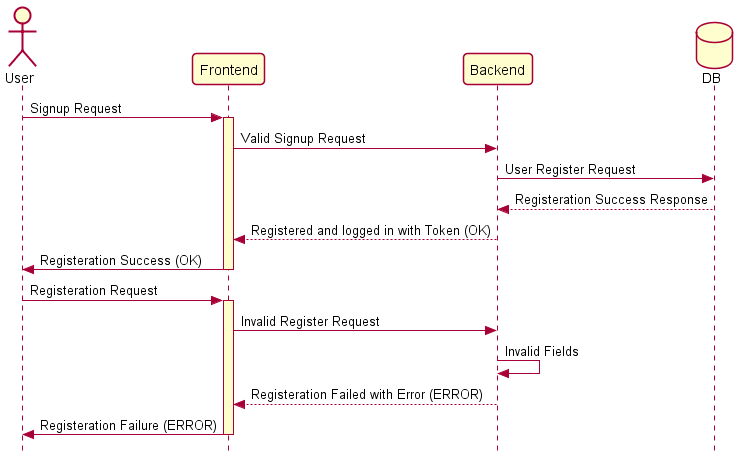 User
Frontend
Backend
DB
Signup Request
Valid Signup Request
User Register Request
Registeration Success Response
Registered and logged in with Token (OK)
Registeration Success (OK)
Registeration Request
Invalid Register Request
Invalid Fields
Registeration Failed with Error (ERROR)
Registeration Failure (ERROR)